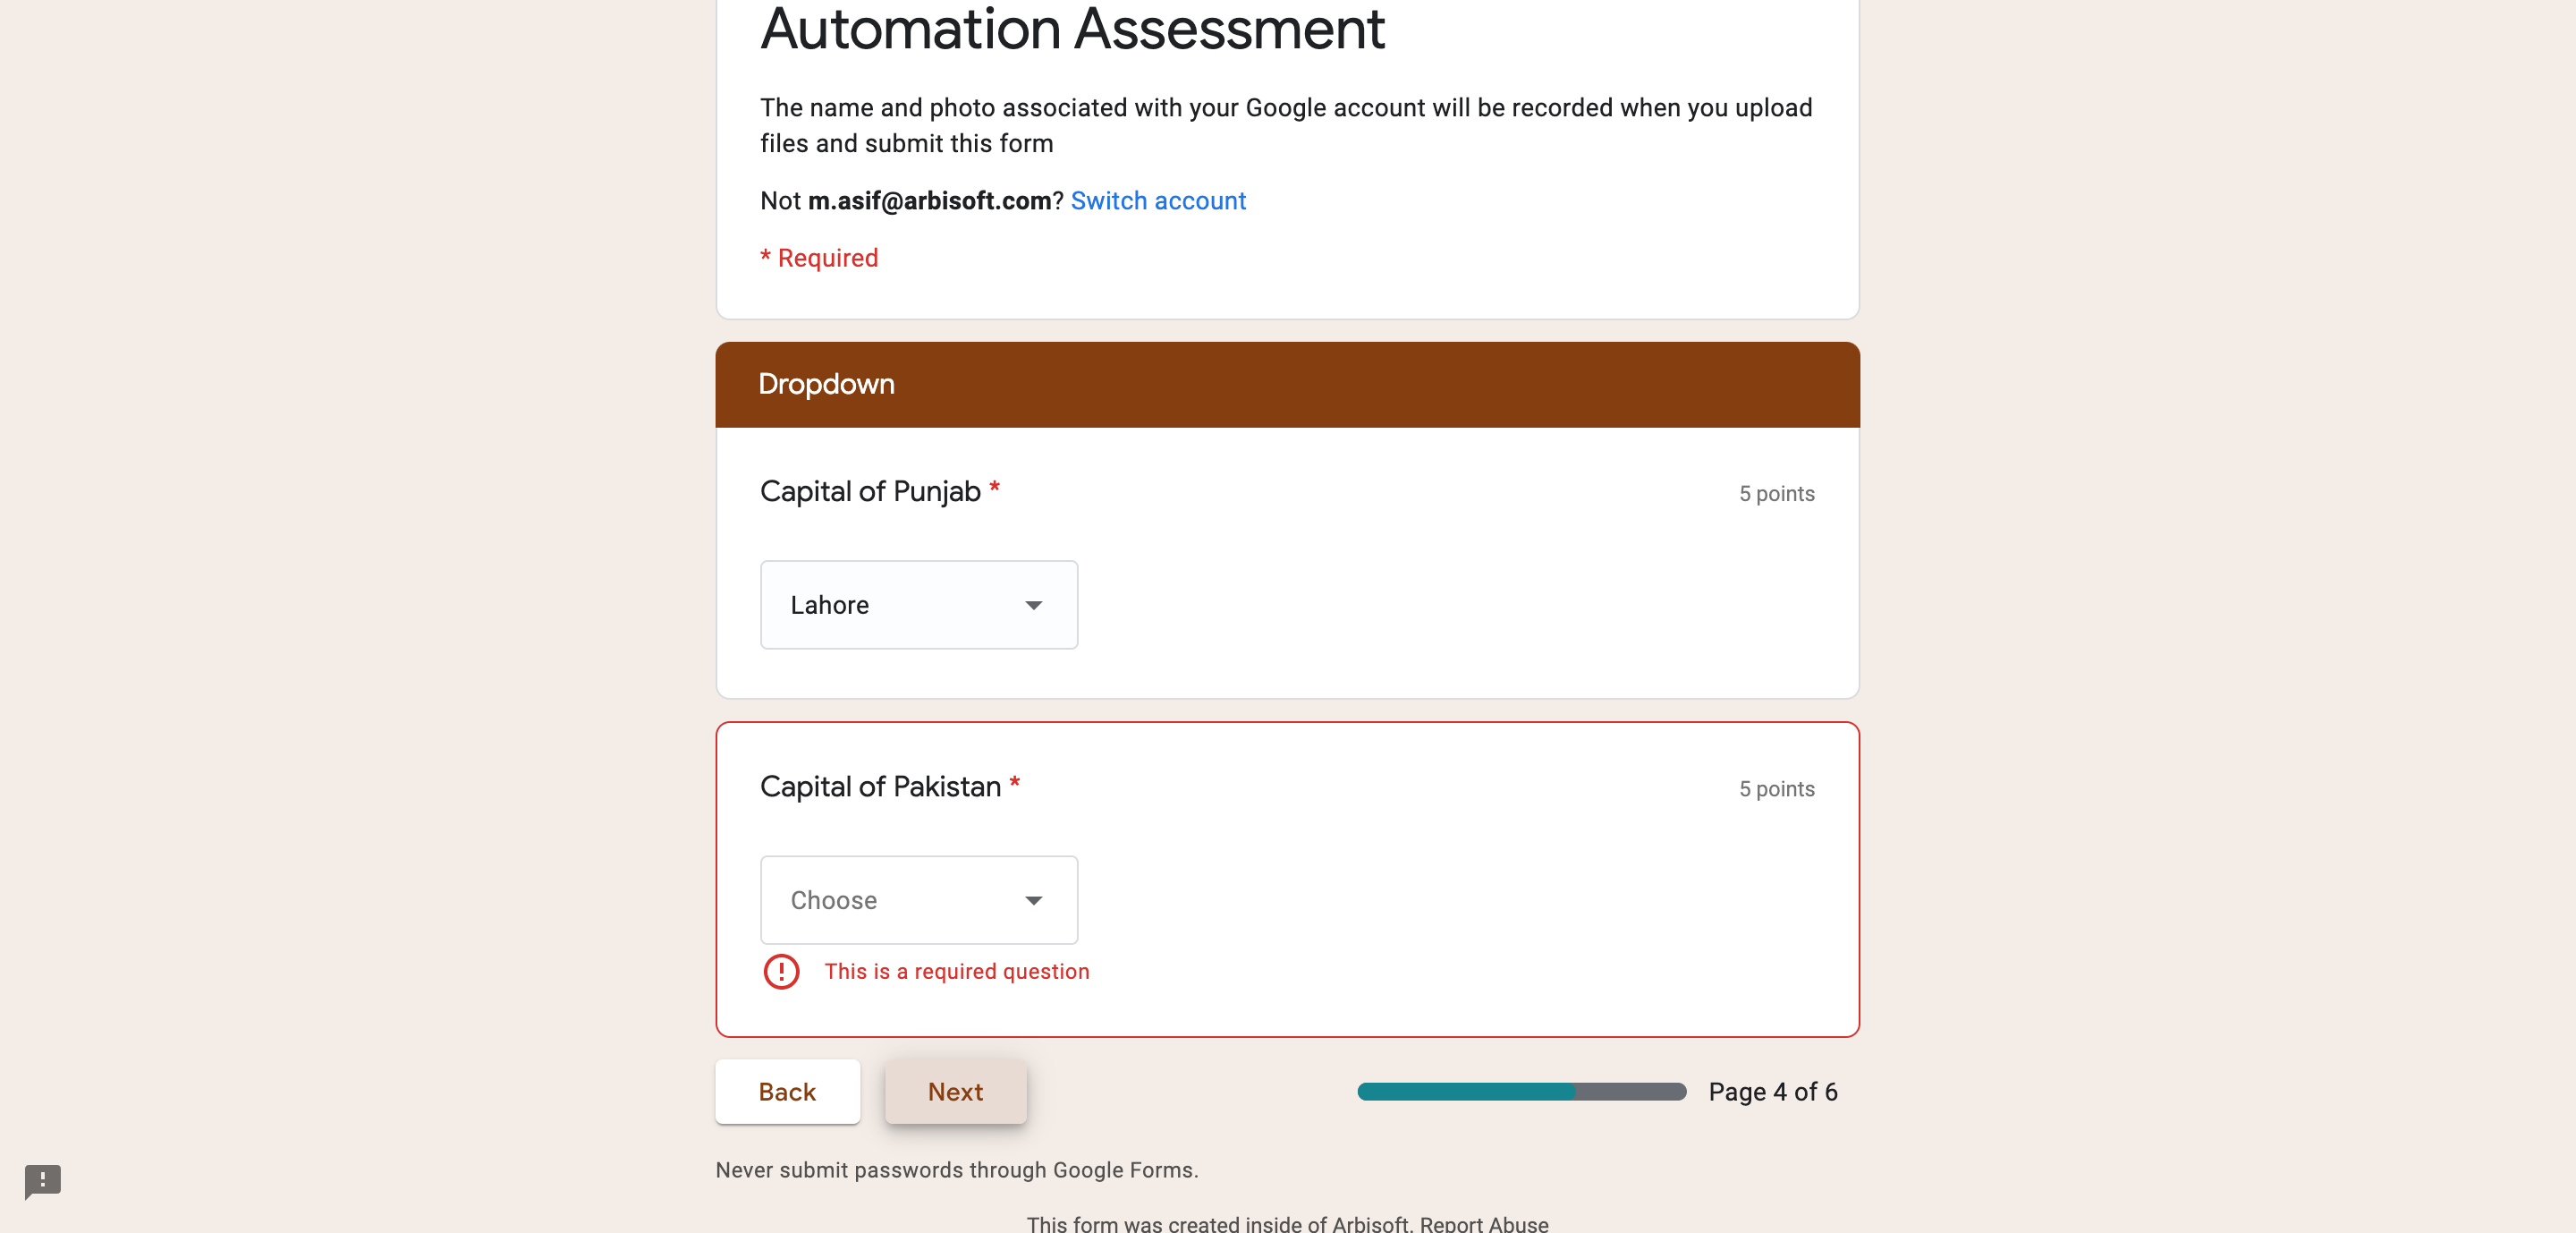 Automation Assessment
The name and photo associated with your Google account will be recorded when you upload
files and submit this form
Not m.asif@arbisoft.com? Switch account
* Required
Dropdown
Capital of Punjab *
5 points
Lahore
Capital of Pakistan *
5 points
Choose
This is a required question
Back
Next
Page 4 of 6
Never submit passwords through Google Forms.
This form was created inside of Arbisoft. Report Abuse